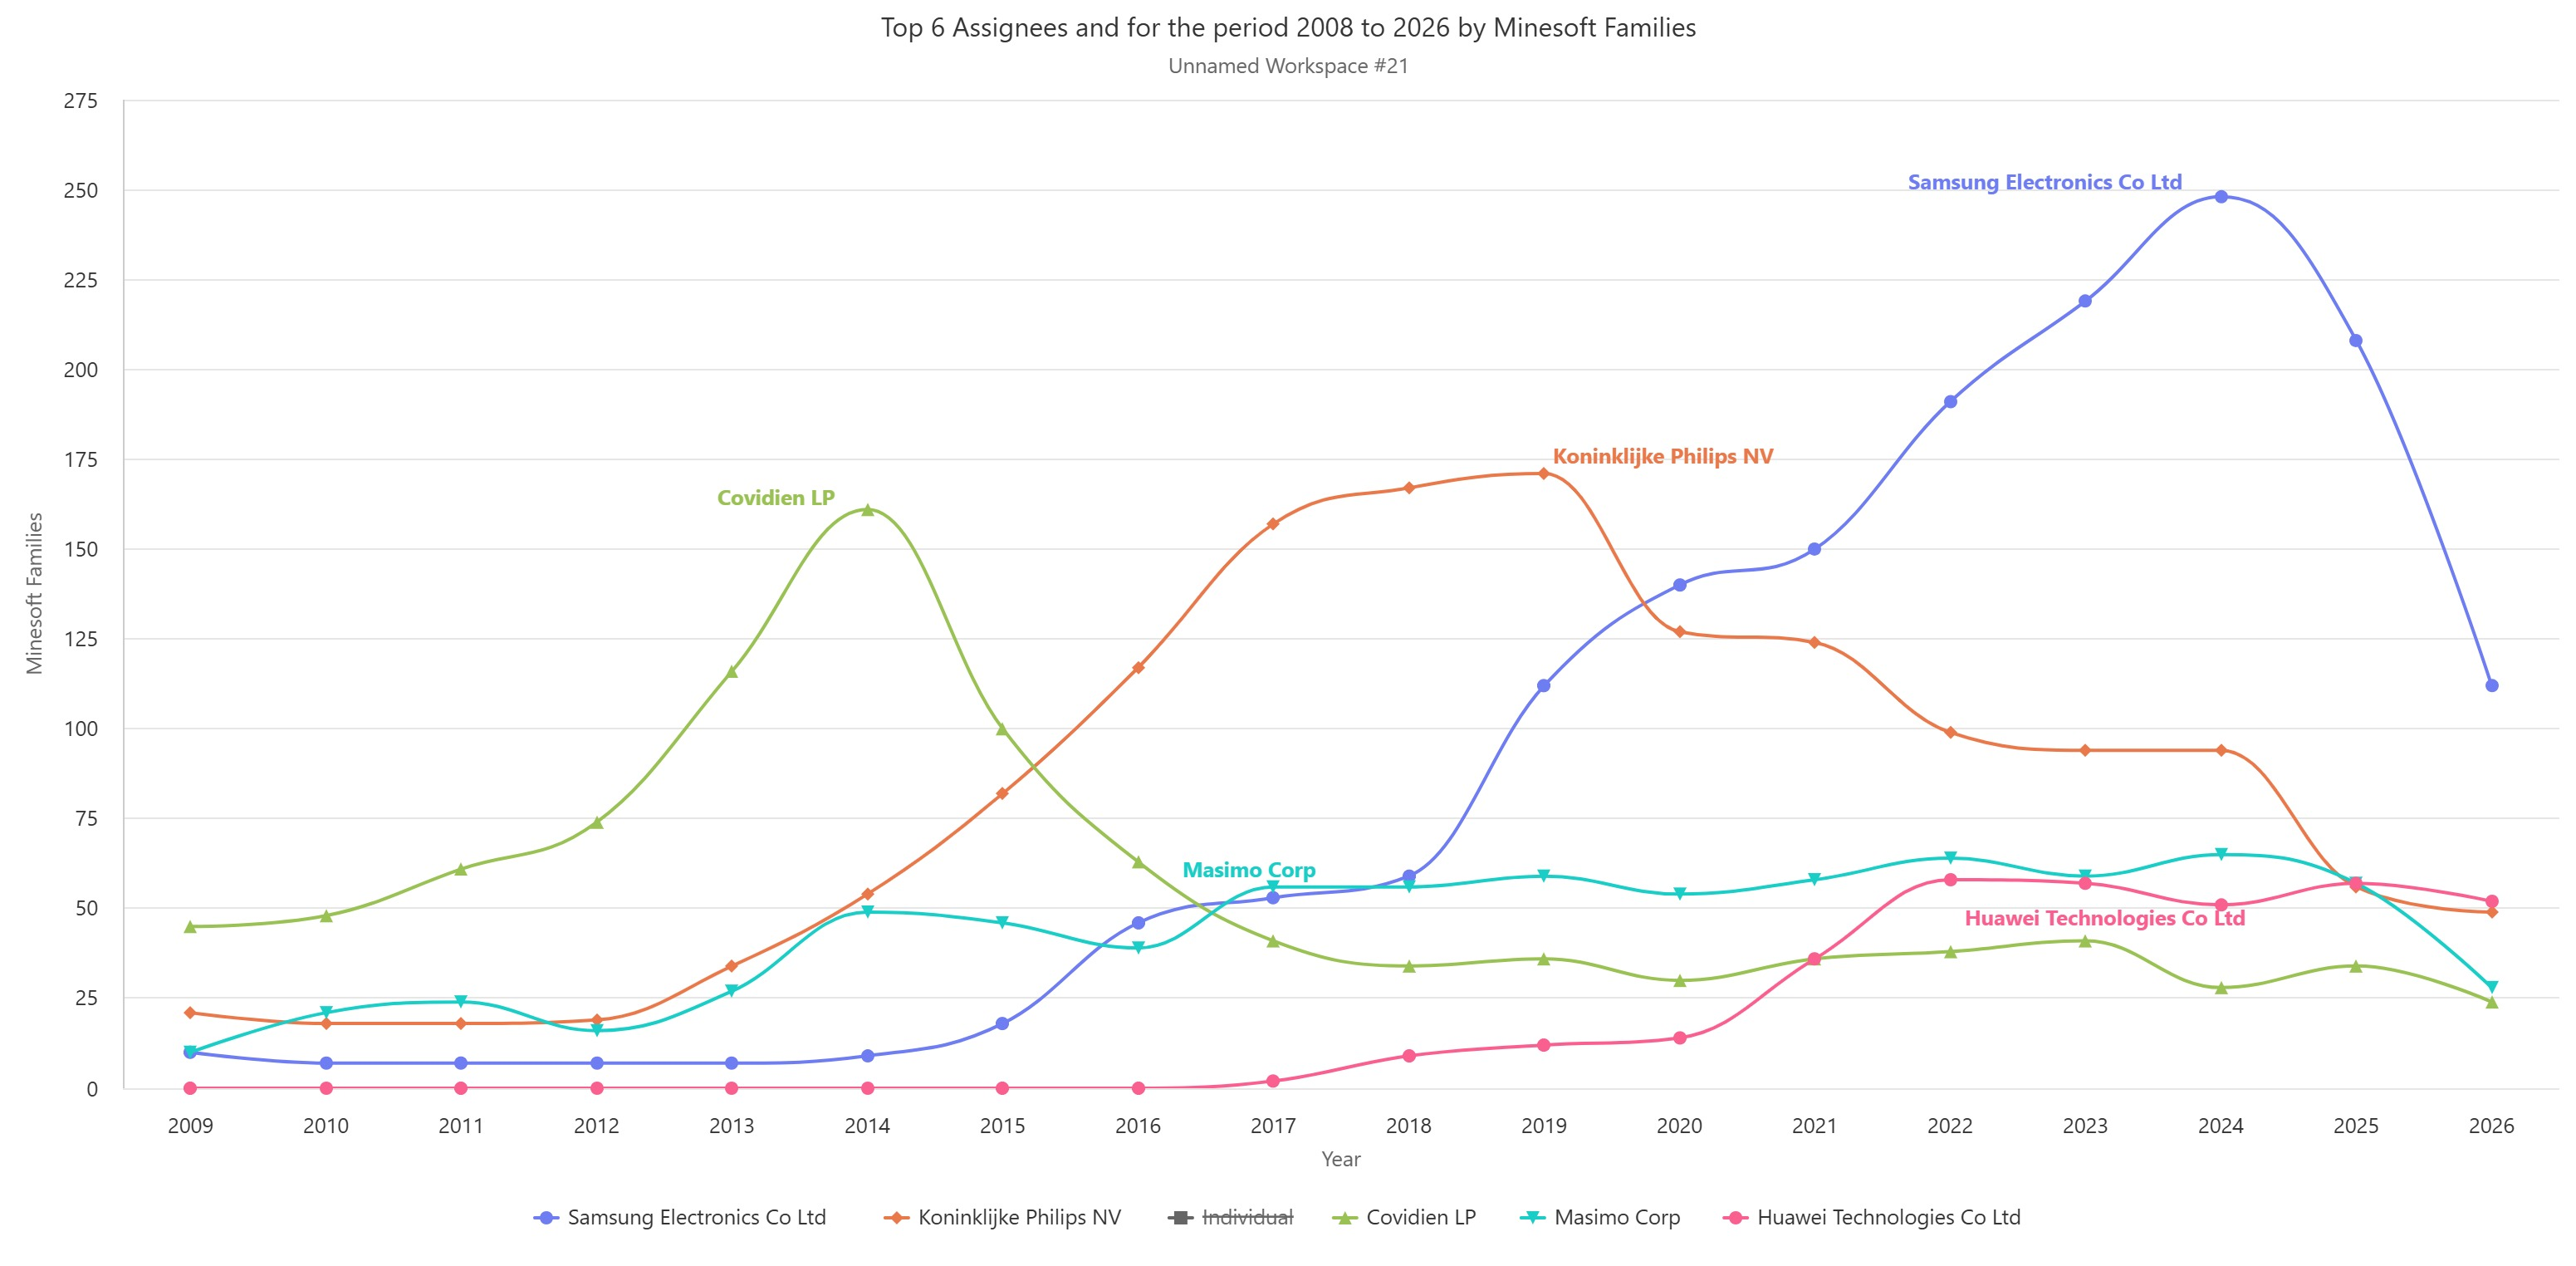 Top 6 Assignees and for the period 2008 to 2026 by Minesoft Families
Unnamed Workspace #21
275
250
225
200
175
150
125
100
75
50
25
0
Minesoft Families
Samsung Electronics Co Ltd
Koninklijke Philips NV
Covidien LP
Masimo Corp
Huawei Technologies Co Ltd
2009 2010 2011 2012 2013 2014 2015 2016 2017 2018 2019 2020 2021 2022 2023 2024 2025 2026
Year
Samsung Electronics Co Ltd Koninklijke Philips NV Individual Covidien LP Masimo Corp Huawei Technologies Co Ltd